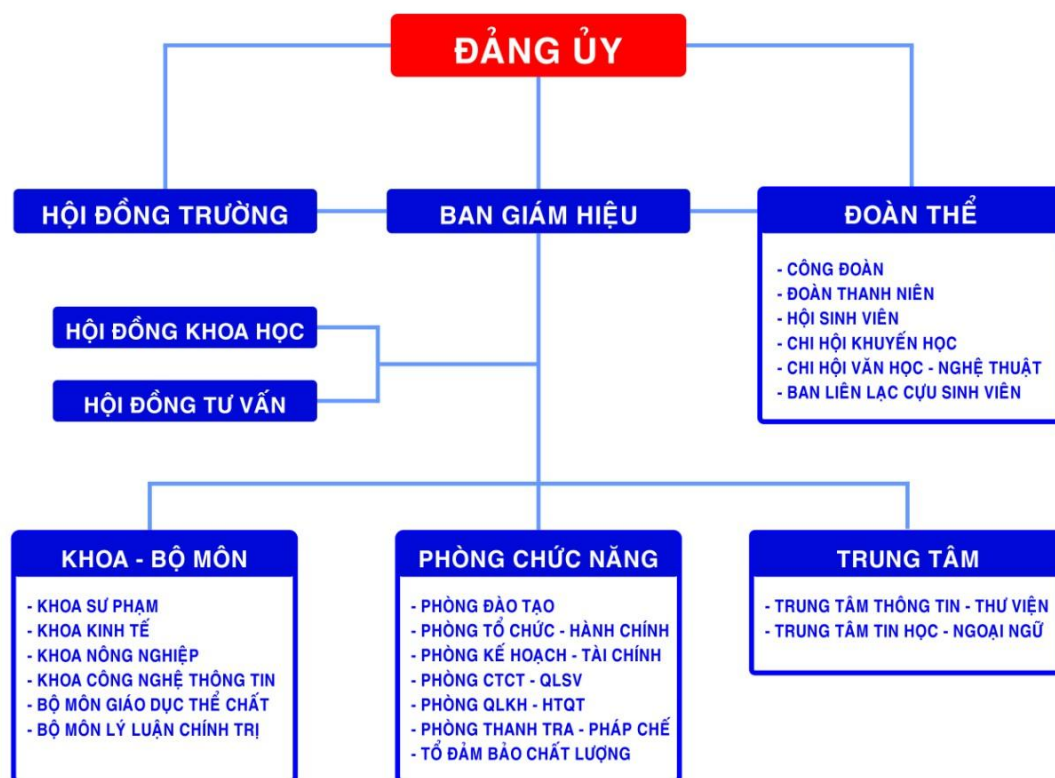 ĐẢNG ỦY
HỘI ĐỒNG TRƯỜNG
BAN GIÁM HIỆU
ĐOÀN THỂ
- CÔNG ĐOÀN
- ĐOÀN THANH NIÊN
- HỘI SINH VIÊN
- CHI HỘI KHUYẾN HỌC
- CHI HỘI VĂN HỌC - NGHỆ THUẬT
- BAN LIÊN LẠC CỰU SINH VIÊN
HỘI ĐỒNG KHOA HỌC
HỘI ĐỒNG TƯ VẤN
KHOA - BỘ MÔN
- KHOA SƯ PHẠM
- KHOA KINH TẾ
- KHOA NÔNG NGHIỆP
- KHOA CÔNG NGHỆ THÔNG TIN
- BỘ MÔN GIÁO DỤC THỂ CHẤT
- BỘ MÔN LÝ LUẬN CHÍNH TRỊ
PHÒNG CHỨC NĂNG
- PHÒNG ĐÀO TẠO
- PHÒNG TỔ CHỨC - HÀNH CHÍNH
- PHÒNG KẾ HOẠCH - TÀI CHÍNH
- PHÒNG CTCT - QLSV
- PHÒNG QLKH - HTQT
- PHÒNG THANH TRA - PHÁP CHẾ
- TỔ ĐẢM BẢO CHẤT LƯỢNG
TRUNG TÂM
- TRUNG TÂM THÔNG TIN - THƯ VIỆN
- TRUNG TÂM TIN HỌC - NGOẠI NGỮ